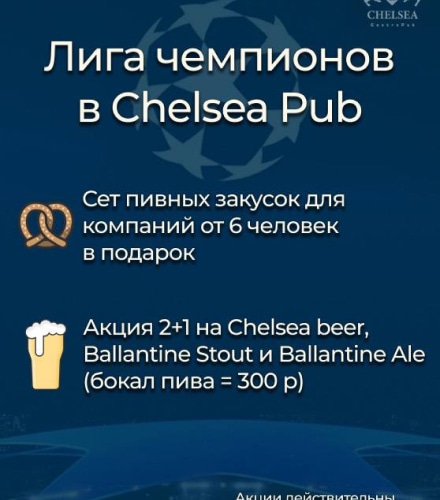 CHELSEA
GastroPub
Лига чемпионов
в Chelsea Pub
Сет пивных закусок для
компаний от 6 человек
в подарок
Акция 2+1 на Chelsea beer,
Ballantine Stout и Ballantine Ale
(бокал пива = 300 р)
Акции действительны